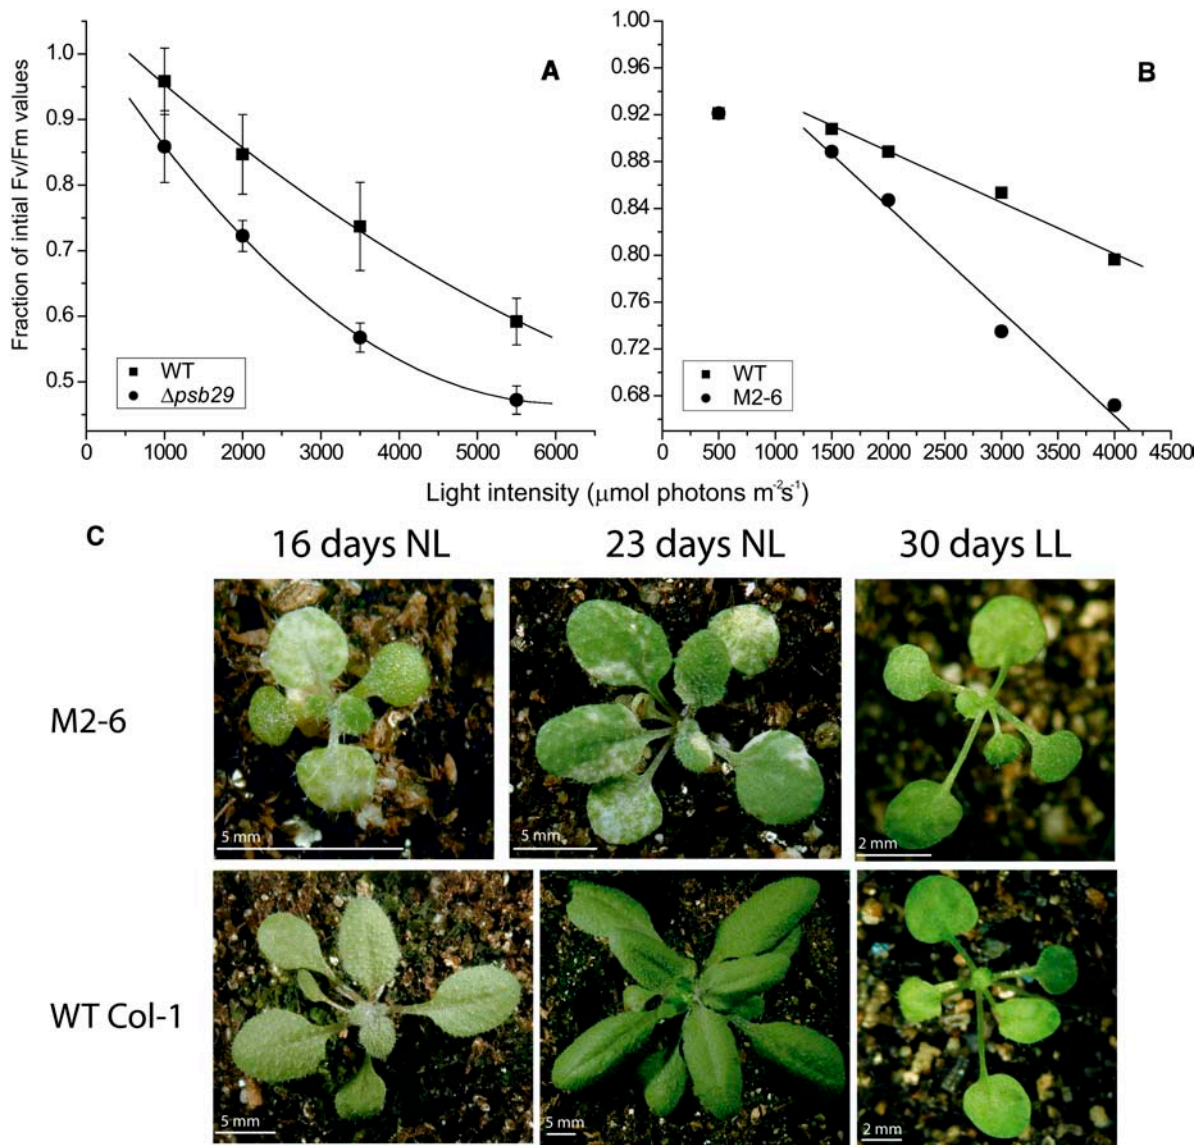 A
B
Fraction of intial Fv/Fm values
1.0
0.9
0.8
0.7
0.6
0.5
WT
Δpsb29
0 1000 2000 3000 4000 5000 6000
1.00
0.96
0.92
0.88
0.84
0.80
0.76
0.72
0.68
WT
M2-6
0 500 1000 1500 2000 2500 3000 3500 4000 4500
Light intensity (μmol photons m⁻²s⁻¹)
C
16 days NL 23 days NL 30 days LL
M2-6
5 mm 5 mm 2 mm
WT Col-1
5 mm 5 mm 2 mm